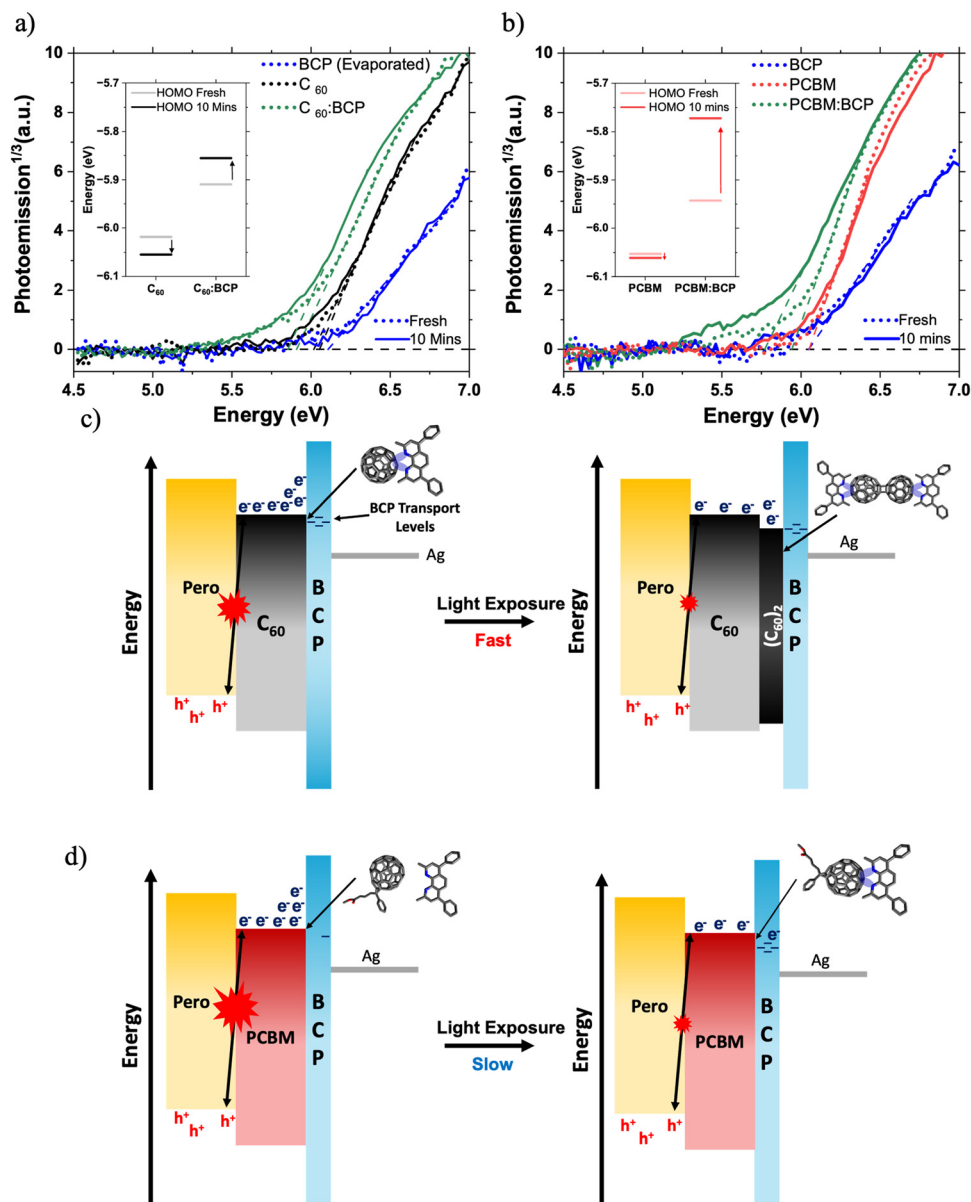 a)
10
8
6
4
2
0
Photoemission1/3(a.u.)
4.5 5.0 5.5 6.0 6.5 7.0
Energy (eV)
BCP (Evaporated)
C 60
C 60:BCP
Fresh
10 Mins
−5.7
−5.8
−5.9
−6.0
−6.1
Energy (eV)
HOMO Fresh
HOMO 10 Mins
C60 C60:BCP
b)
10
8
6
4
2
0
Photoemission1/3(a.u.)
4.5 5.0 5.5 6.0 6.5 7.0
Energy (eV)
BCP
PCBM
PCBM:BCP
Fresh
10 mins
−5.7
−5.8
−5.9
−6.0
−6.1
Energy (eV)
HOMO Fresh
HOMO 10 mins
PCBM PCBM:BCP
c)
Energy
Pero
C60
B
C
P
e- e- e- e- e- e- e-
h+ h+ h+
BCP Transport
Levels
Ag
Light Exposure
Fast
Energy
Pero
C60
(C60)2
B
C
P
e- e- e- e- e-
h+ h+ h+
Ag
d)
Energy
Pero
PCBM
B
C
P
e- e- e- e- e- e- e- e-
h+ h+ h+
Ag
Light Exposure
Slow
Energy
Pero
PCBM
B
C
P
e- e- e- e-
h+ h+ h+
Ag